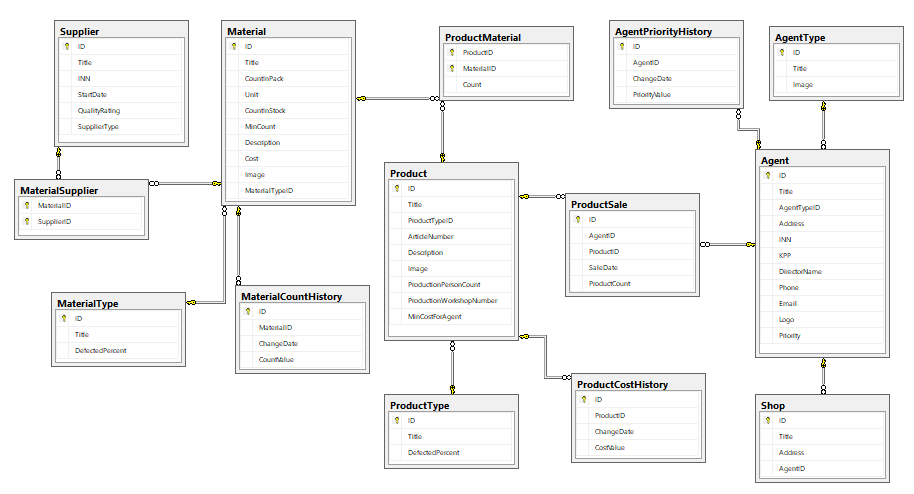 Supplier
ID
Title
INN
StartDate
QualityRating
SupplierType
Material
ID
Title
CountInPack
Unit
CountInStock
MinCount
Description
Cost
Image
MaterialTypeID
ProductMaterial
ProductID
MaterialID
Count
AgentPriorityHistory
ID
AgentID
ChangeDate
PriorityValue
AgentType
ID
Title
Image
MaterialSupplier
MaterialID
SupplierID
Product
ID
Title
ProductTypeID
ArticleNumber
Description
Image
ProductionPersonCount
ProductionWorkshopNumber
MinCostForAgent
ProductSale
ID
AgentID
ProductID
SaleDate
ProductCount
Agent
ID
Title
AgentTypeID
Address
INN
KPP
DirectorName
Phone
Email
Logo
Priority
MaterialType
ID
Title
DefectedPercent
MaterialCountHistory
ID
MaterialID
ChangeDate
CountValue
ProductType
ID
Title
DefectedPercent
ProductCostHistory
ID
ProductID
ChangeDate
CostValue
Shop
ID
Title
Address
AgentID